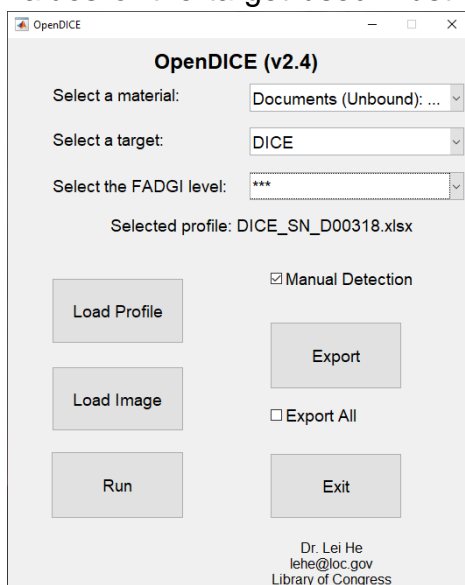 OpenDICE
OpenDICE (v2.4)
Select a material: Documents (Unbound): ...
Select a target: DICE
Select the FADGI level: ***
Selected profile: DICE_SN_D00318.xlsx
Manual Detection
Load Profile
Export
Load Image
Export All
Run Exit
Dr. Lei He
lehe@loc.gov
Library of Congress